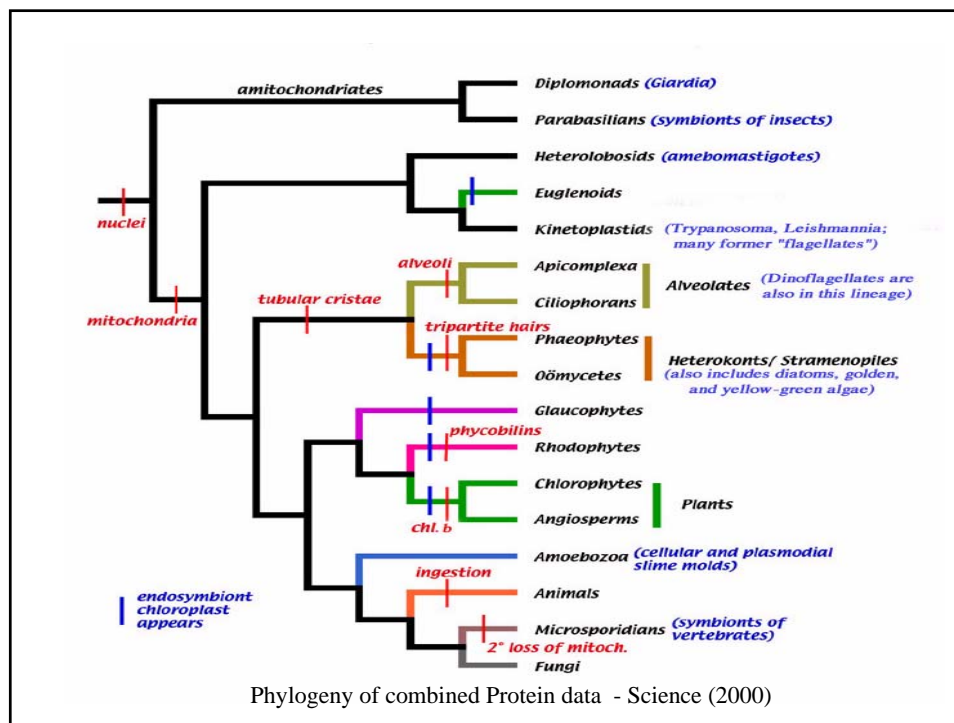 amitochondriates
Diplomonads (Giardia)
Parabasilians (symbionts of insects)
Heterolobosids (amebomastigotes)
Euglenoids
nuclei
Kinetoplastids (Trypanosoma, Leishmannia;
many former "flagellates")
alveoli
Apicomplexa
Alveolates (Dinoflagellates are
also in this lineage)
tubular cristae
Ciliophorans
mitochondria
tripartite hairs
Phaeophytes
Heterokonts/ Stramenopiles
Oömycetes
(also includes diatoms, golden,
and yellow-green algae)
Glaucophytes
phycobilins
Rhodophytes
Chlorophytes
Plants
chl. b
Angiosperms
Amoebozoa (cellular and plasmodial
slime molds)
ingestion
Animals
endosymbiont
chloroplast
appears
Microsporidians (symbionts of
vertebrates)
2° loss of mitoch.
Fungi
Phylogeny of combined Protein data - Science (2000)